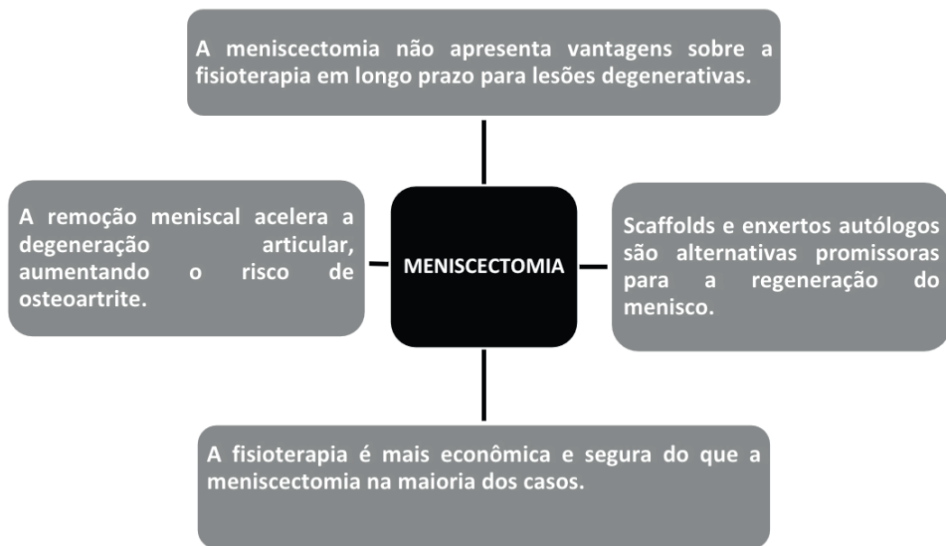 A meniscectomia não apresenta vantagens sobre a
fisioterapia em longo prazo para lesões degenerativas.
A remoção meniscal acelera a
degeneração articular,
aumentando o risco de
osteoartrite.
MENISCECTOMIA
Scaffolds e enxertos autólogos
são alternativas promissoras
para a regeneração do
menisco.
A fisioterapia é mais econômica e segura do que a
meniscectomia na maioria dos casos.